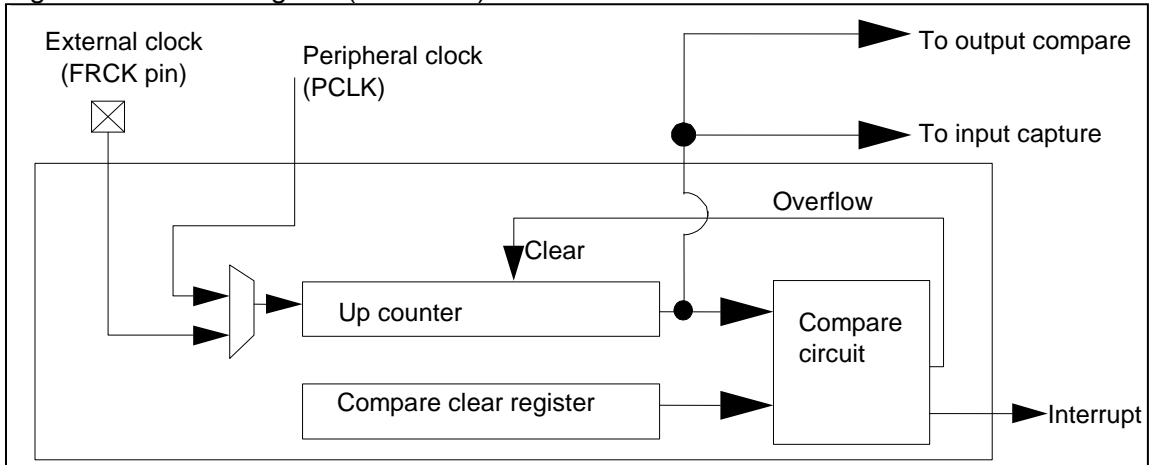 External clock
(FRCK pin)
Peripheral clock
(PCLK)
To output compare
To input capture
Overflow
Clear
Up counter
Compare
circuit
Compare clear register
Interrupt